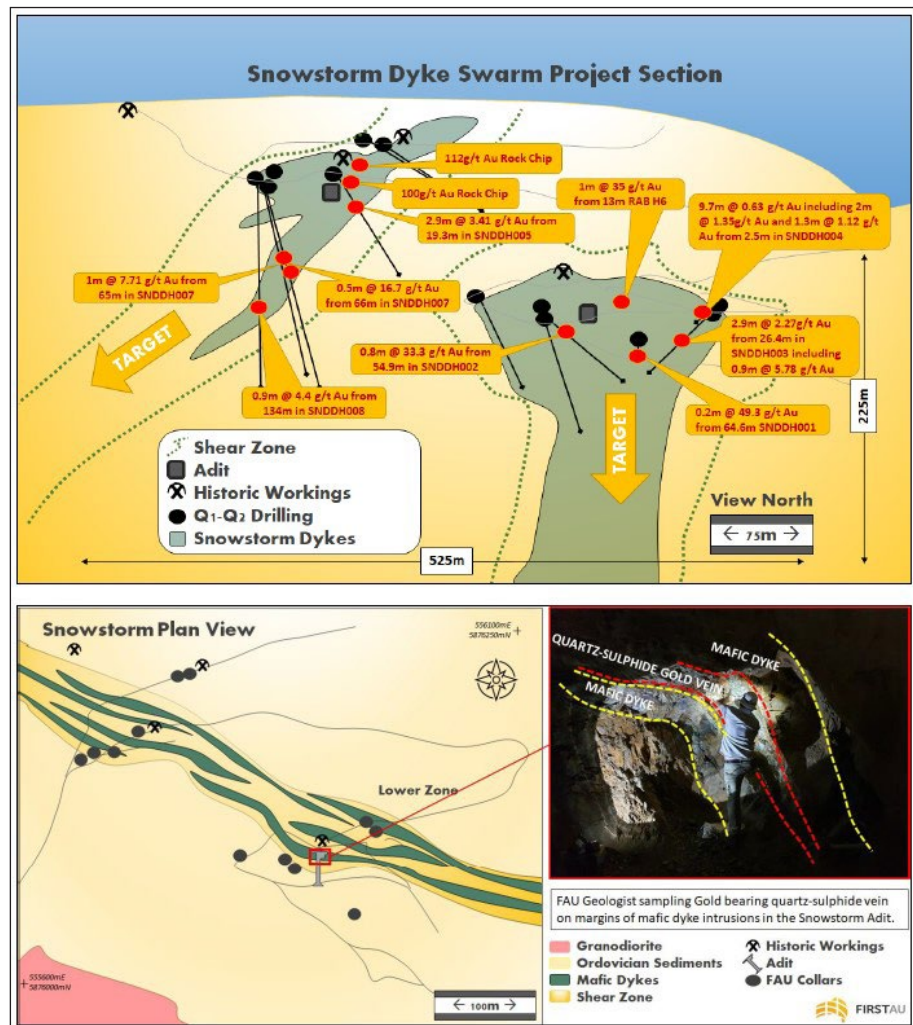 Snowstorm Dyke Swarm Project Section
112g/t Au Rock Chip
100g/t Au Rock Chip
2.9m @ 3.41 g/t Au from
19.3m in SNDDH005
1m @ 35 g/t Au
from 13m RAB H6
9.7m @ 0.63 g/t Au including 2m
@ 1.35g/t Au and 1.3m @ 1.12 g/t
Au from 2.5m in SNDDH004
1m @ 7.71 g/t Au from
65m in SNDDH007
0.5m @ 16.7 g/t Au
from 66m in SNDDH007
TARGET
0.8m @ 33.3 g/t Au from
54.9m in SNDDH002
2.9m @ 2.27g/t Au
from 26.4m in
SNDDH003 including
0.9m @ 5.78 g/t Au
0.9m @ 4.4 g/t Au from
134m in SNDDH008
0.2m @ 49.3 g/t Au
from 64.6m SNDDH001
TARGET
225m
Shear Zone
Adit
Historic Workings
Q1-Q2 Drilling
Snowstorm Dykes
View North
← 75m →
525m
Snowstorm Plan View
556100mE
5876250mN
Lower Zone
555600mE
5876000mN
← 100m →
QUARTZ-SULPHIDE GOLD VEIN
MAFIC DYKE
MAFIC DYKE
FAU Geologist sampling Gold bearing quartz-sulphide vein
on margins of mafic dyke intrusions in the Snowstorm Adit.
Granodiorite
Ordovician Sediments
Mafic Dykes
Shear Zone
Historic Workings
Adit
FAU Collars
FIRSTAU